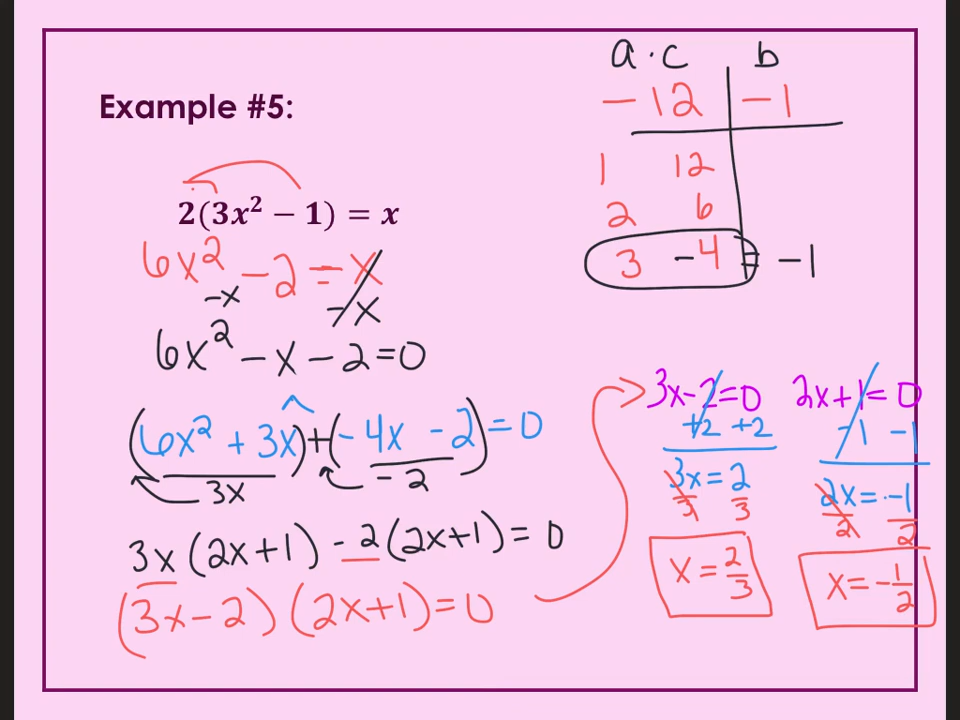 Example #5:
2(3x² − 1) = x
6x² − 2 = x
−x −x
6x² − x − 2 = 0
(6x² + 3x) + (−4x − 2) = 0
3x −2
3x(2x+1) − 2(2x+1) = 0
(3x−2)(2x+1) = 0
a · c b
−12 −1
1 12
2 6
3 −4 = −1
3x−2=0 2x+1=0
+2 +2 −1 −1
3x = 2 2x = −1
3 3 2 2
x = 2/3 x = −1/2